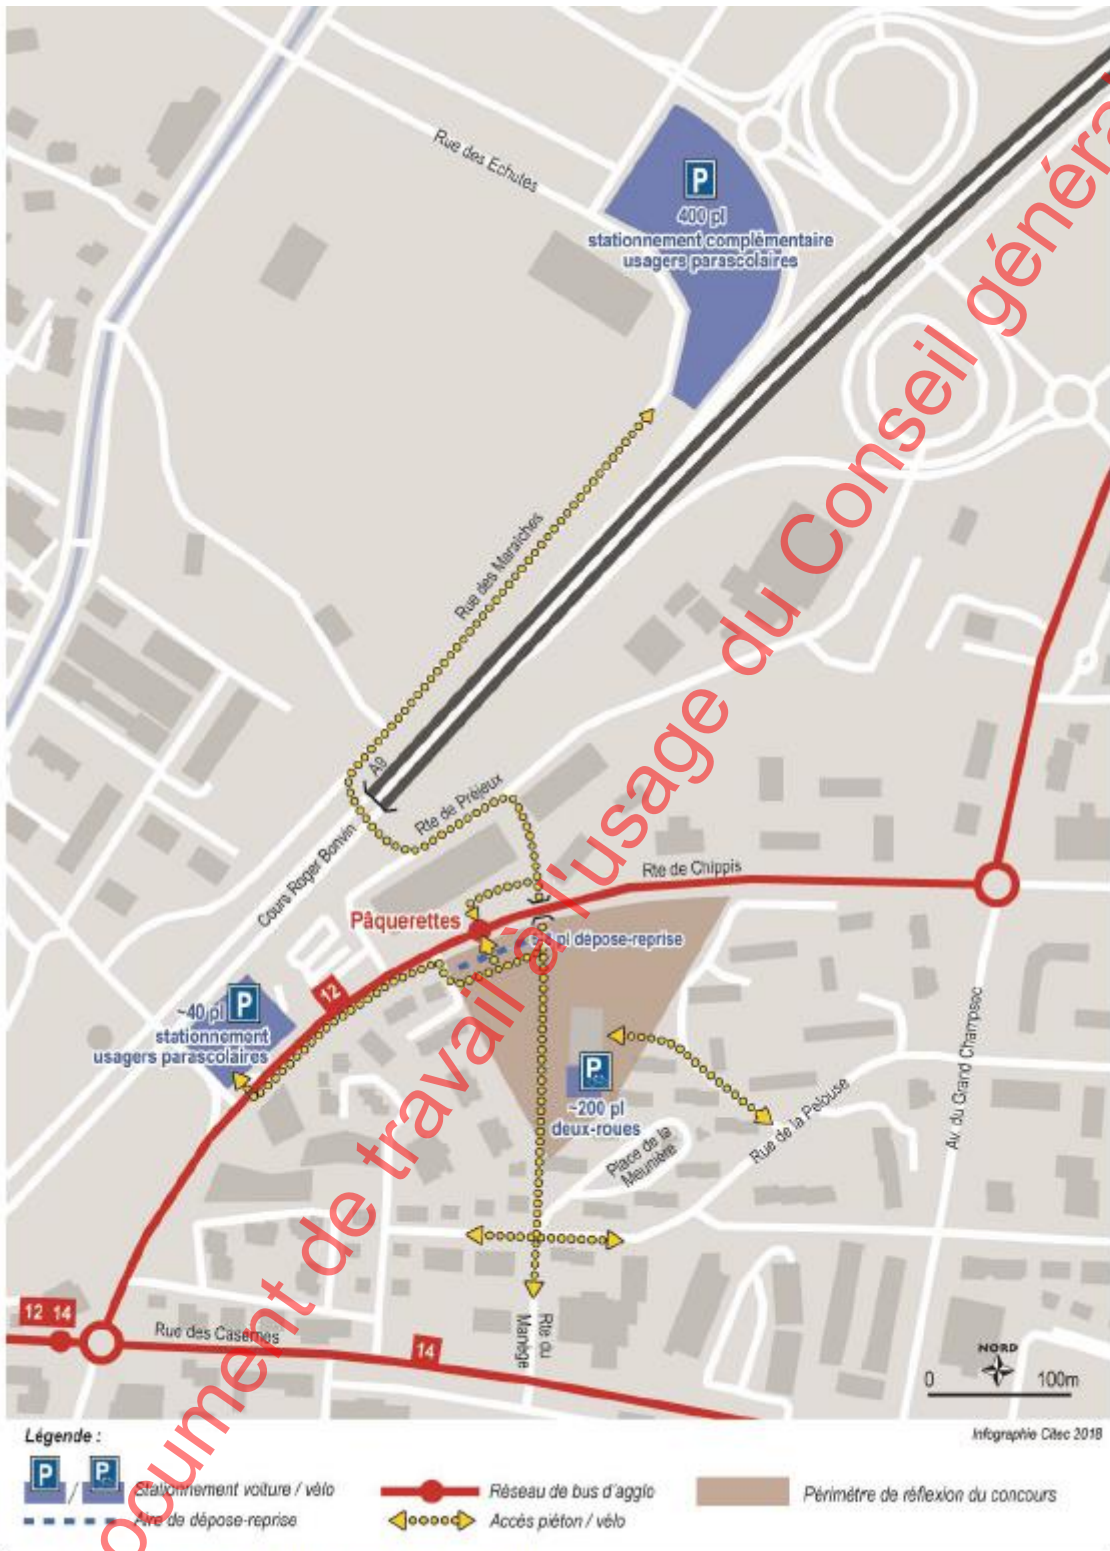 Rue des Echutes
P
400 pl
stationnement complémentaire
usagers parascolaires
Rue des Maraîches
A9
Rte de Préjeux
Cours Roger Bonvin
Rte de Chippis
Pâquerettes
pl dépose-reprise
12
P
~40 pl
stationnement
usagers parascolaires
P
~200 pl
deux-roues
Place de la
Meunière
Rue de la Pelouse
Av. du Grand Champsec
12 14
Rue des Casernes
14
Rte du
Manège
NORD
0 100m
Document de travail à l'usage du Conseil général
Légende :
Infographie Citec 2018
P / P Stationnement voiture / vélo
Réseau de bus d'agglo
Périmètre de réflexion du concours
Aire de dépose-reprise
Accès piéton / vélo